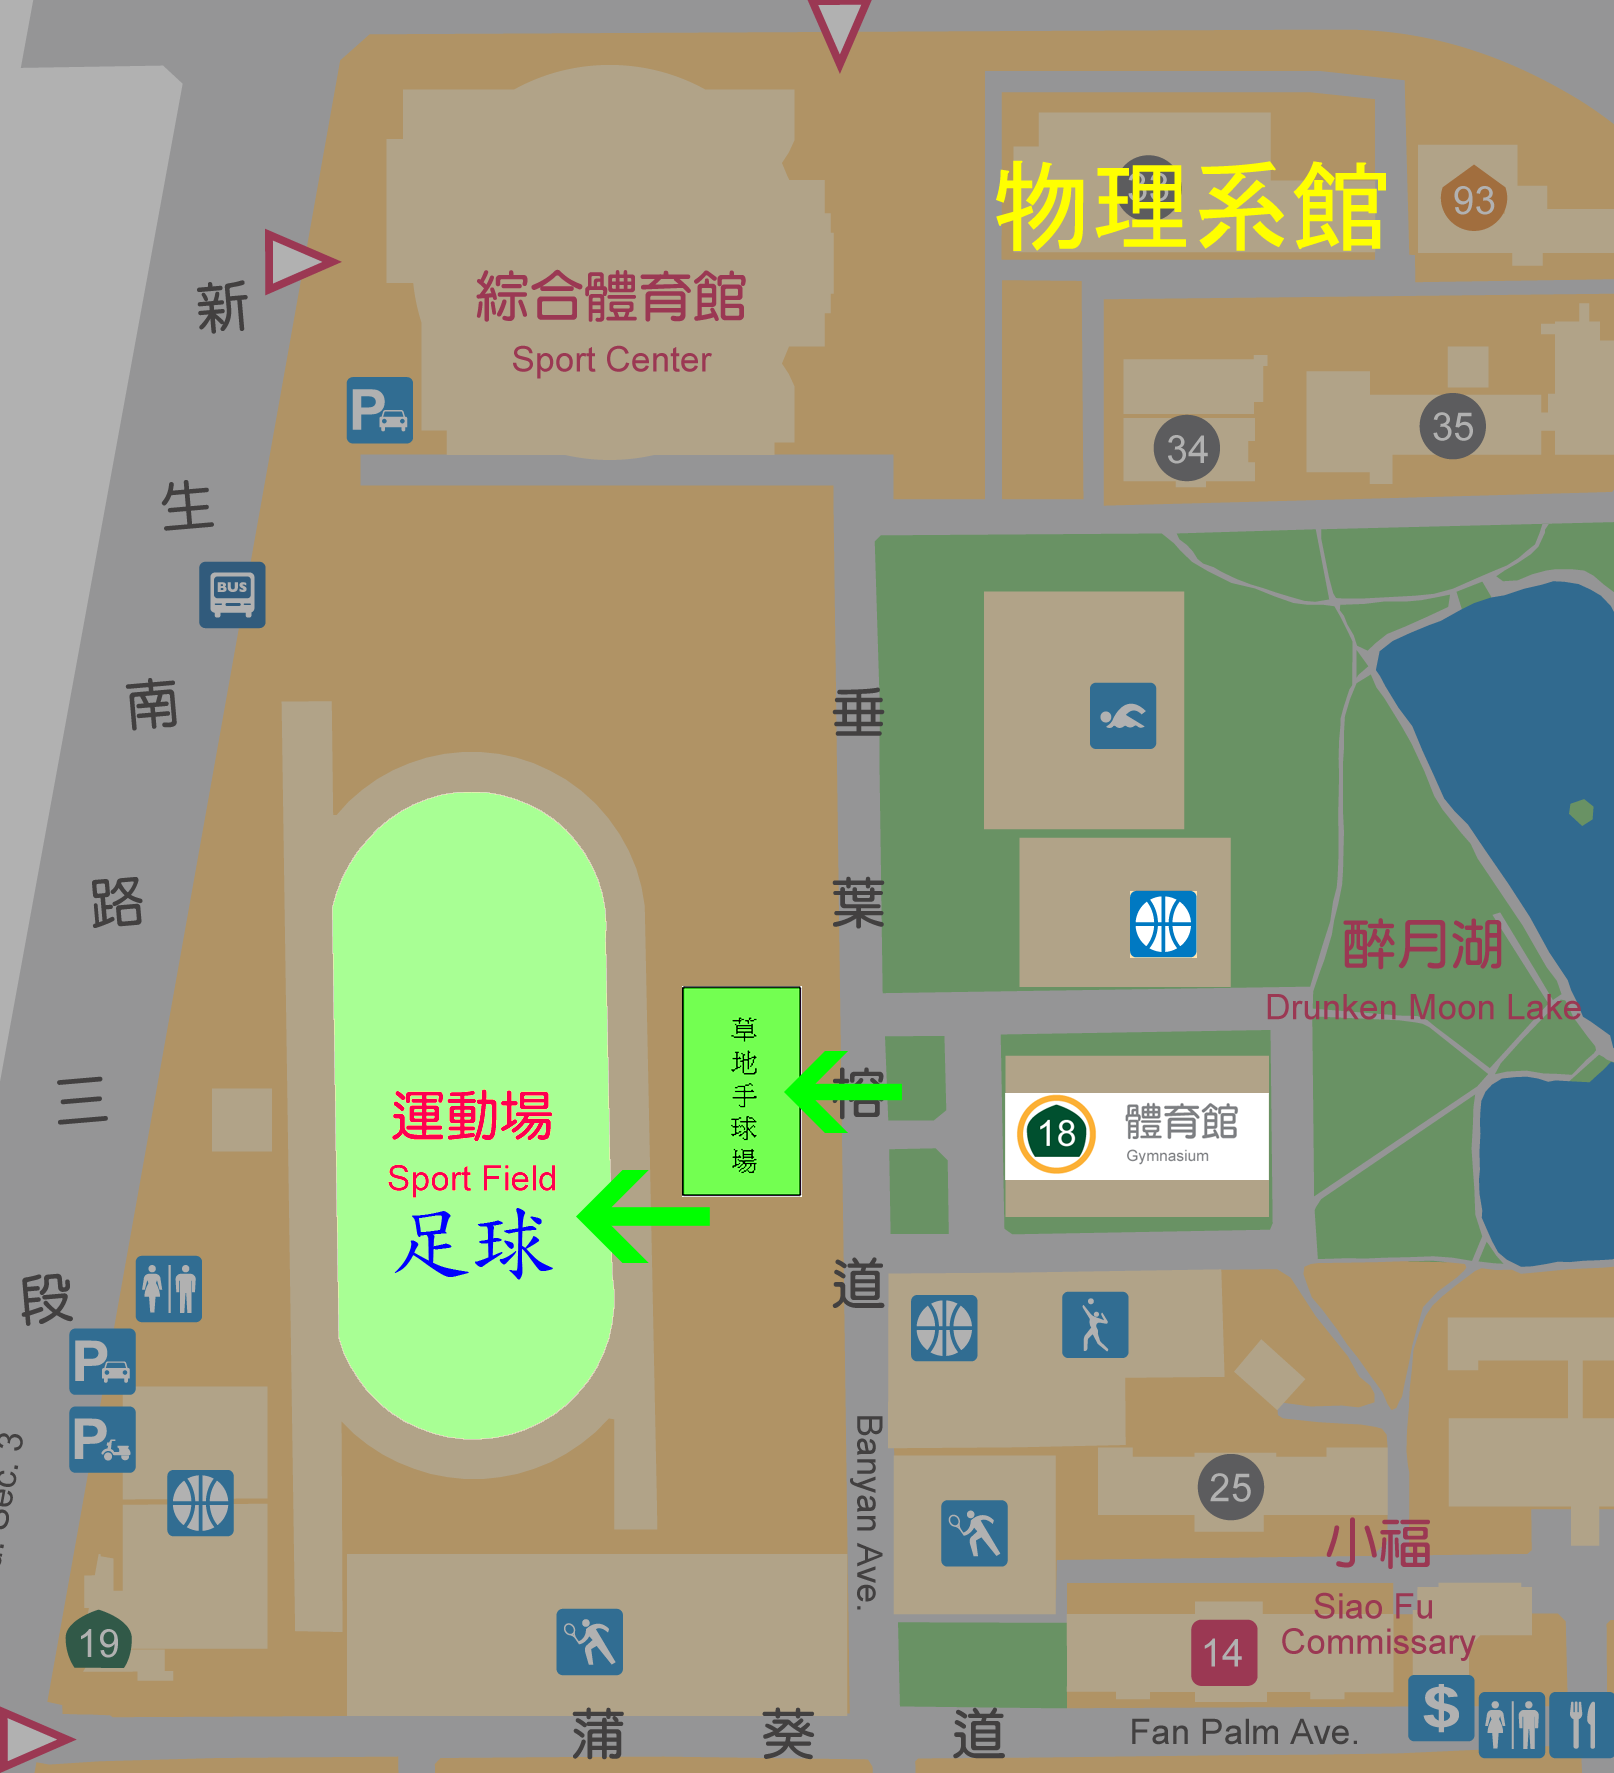 物理系館
93
綜合體育館
Sport Center
34
35
新生南路三段
BUS
P
垂葉榕道
Banyan Ave.
醉月湖
Drunken Moon Lake
草地手球場
運動場
Sport Field
足球
18
體育館
Gymnasium
P
P
Sec. 3
25
小福
Siao Fu
Commissary
19
14
$
蒲葵道
Fan Palm Ave.